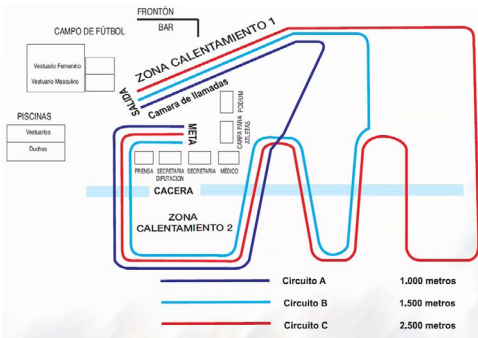 FRONTÓN
BAR
CAMPO DE FÚTBOL
ZONA CALENTAMIENTO 1
Vestuario Femenino
Vestuario Masculino
SALIDA
Camara de llamadas
PODIUM
CARPA PARA
ATLETAS
PISCINAS
Vestuarios
Duchas
META
PRENSA
SECRETARIA
DIPUTACION
SECRETARIA
MÉDICO
CACERA
ZONA
CALENTAMIENTO 2
Circuito A 1.000 metros
Circuito B 1.500 metros
Circuito C 2.500 metros